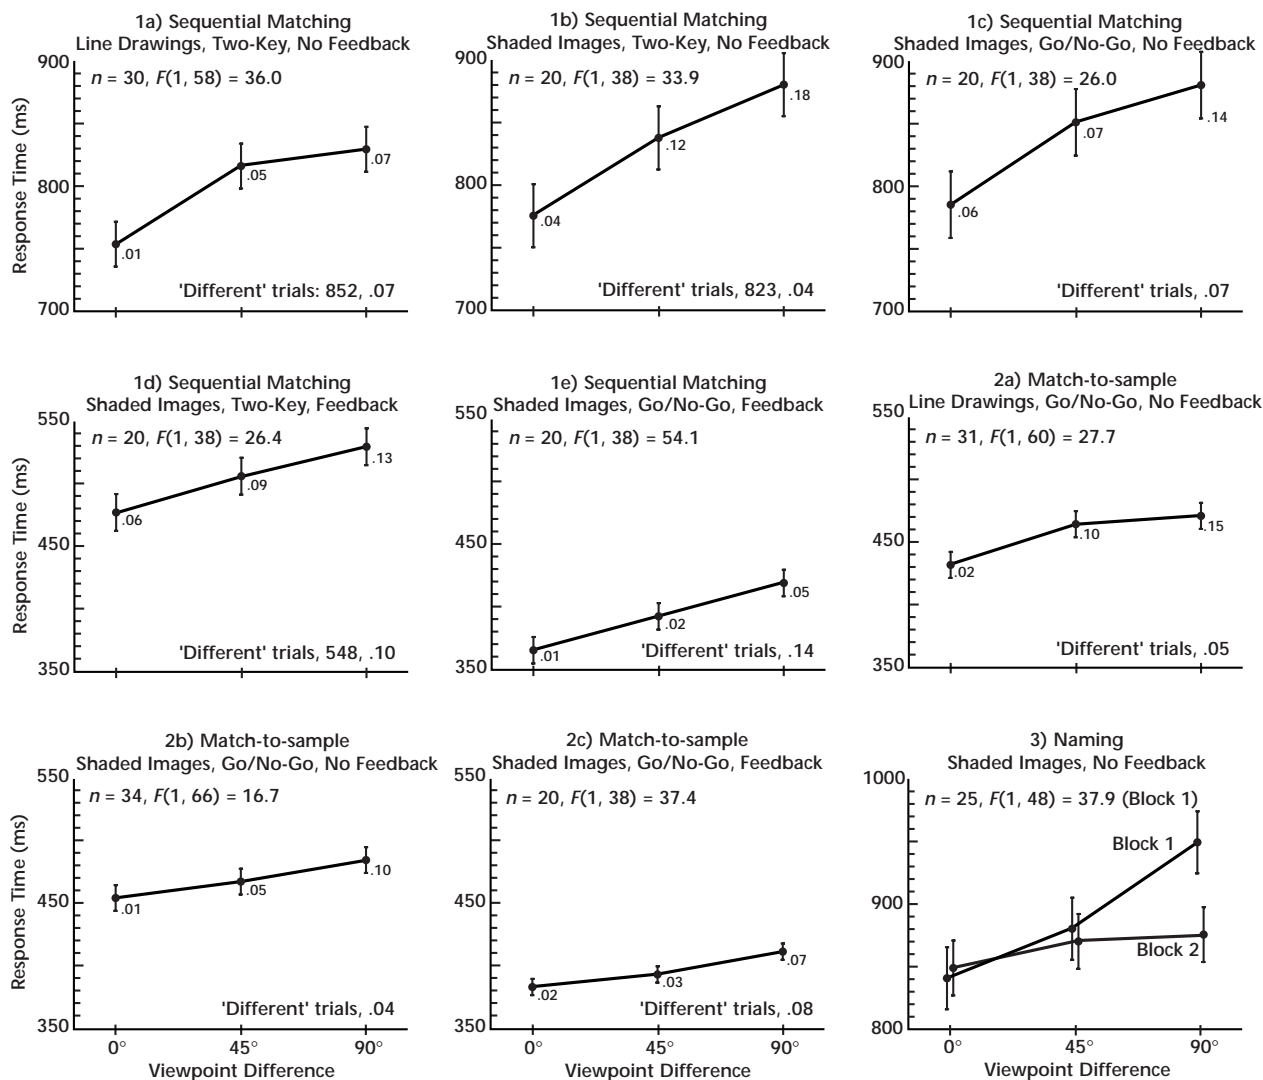 1a) Sequential Matching
Line Drawings, Two-Key, No Feedback
900
n = 30, F(1, 58) = 36.0
Response Time (ms)
800
.01
.05
.07
'Different' trials: 852, .07
700
1b) Sequential Matching
Shaded Images, Two-Key, No Feedback
900
n = 20, F(1, 38) = 33.9
800
.04
.12
.18
'Different' trials, 823, .04
700
1c) Sequential Matching
Shaded Images, Go/No-Go, No Feedback
900
n = 20, F(1, 38) = 26.0
800
.06
.07
.14
'Different' trials, .07
700
1d) Sequential Matching
Shaded Images, Two-Key, Feedback
550
n = 20, F(1, 38) = 26.4
Response Time (ms)
450
.06
.09
.13
'Different' trials, 548, .10
350
1e) Sequential Matching
Shaded Images, Go/No-Go, Feedback
550
n = 20, F(1, 38) = 54.1
450
.01
.02
.05
'Different' trials, .14
350
2a) Match-to-sample
Line Drawings, Go/No-Go, No Feedback
550
n = 31, F(1, 60) = 27.7
450
.02
.10
.15
'Different' trials, .05
350
2b) Match-to-sample
Shaded Images, Go/No-Go, No Feedback
550
n = 34, F(1, 66) = 16.7
Response Time (ms)
450
.01
.05
.10
'Different' trials, .04
350
0° 45° 90°
Viewpoint Difference
2c) Match-to-sample
Shaded Images, Go/No-Go, Feedback
550
n = 20, F(1, 38) = 37.4
450
.02
.03
.07
'Different' trials, .08
350
0° 45° 90°
Viewpoint Difference
3) Naming
Shaded Images, No Feedback
1000
n = 25, F(1, 48) = 37.9 (Block 1)
Block 1
900
Block 2
800
0° 45° 90°
Viewpoint Difference